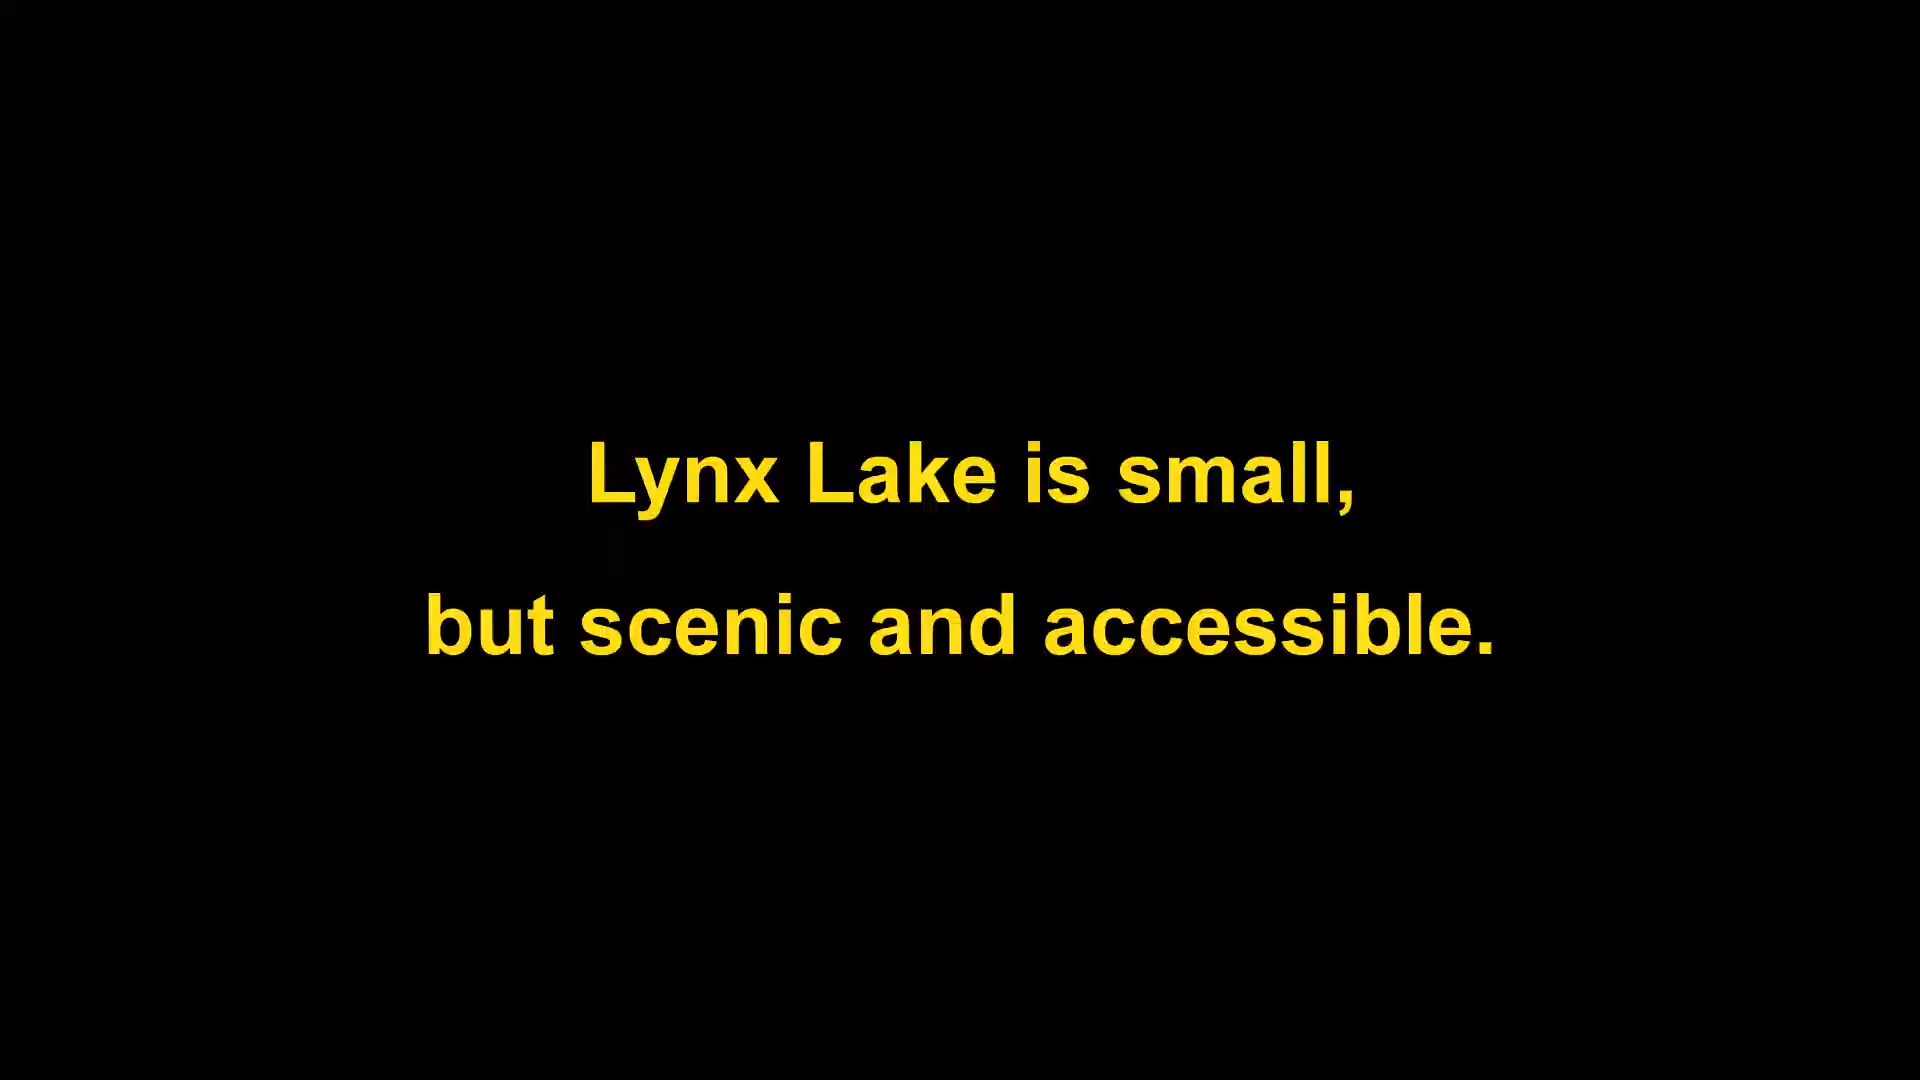 Lynx Lake is small,
but scenic and accessible.